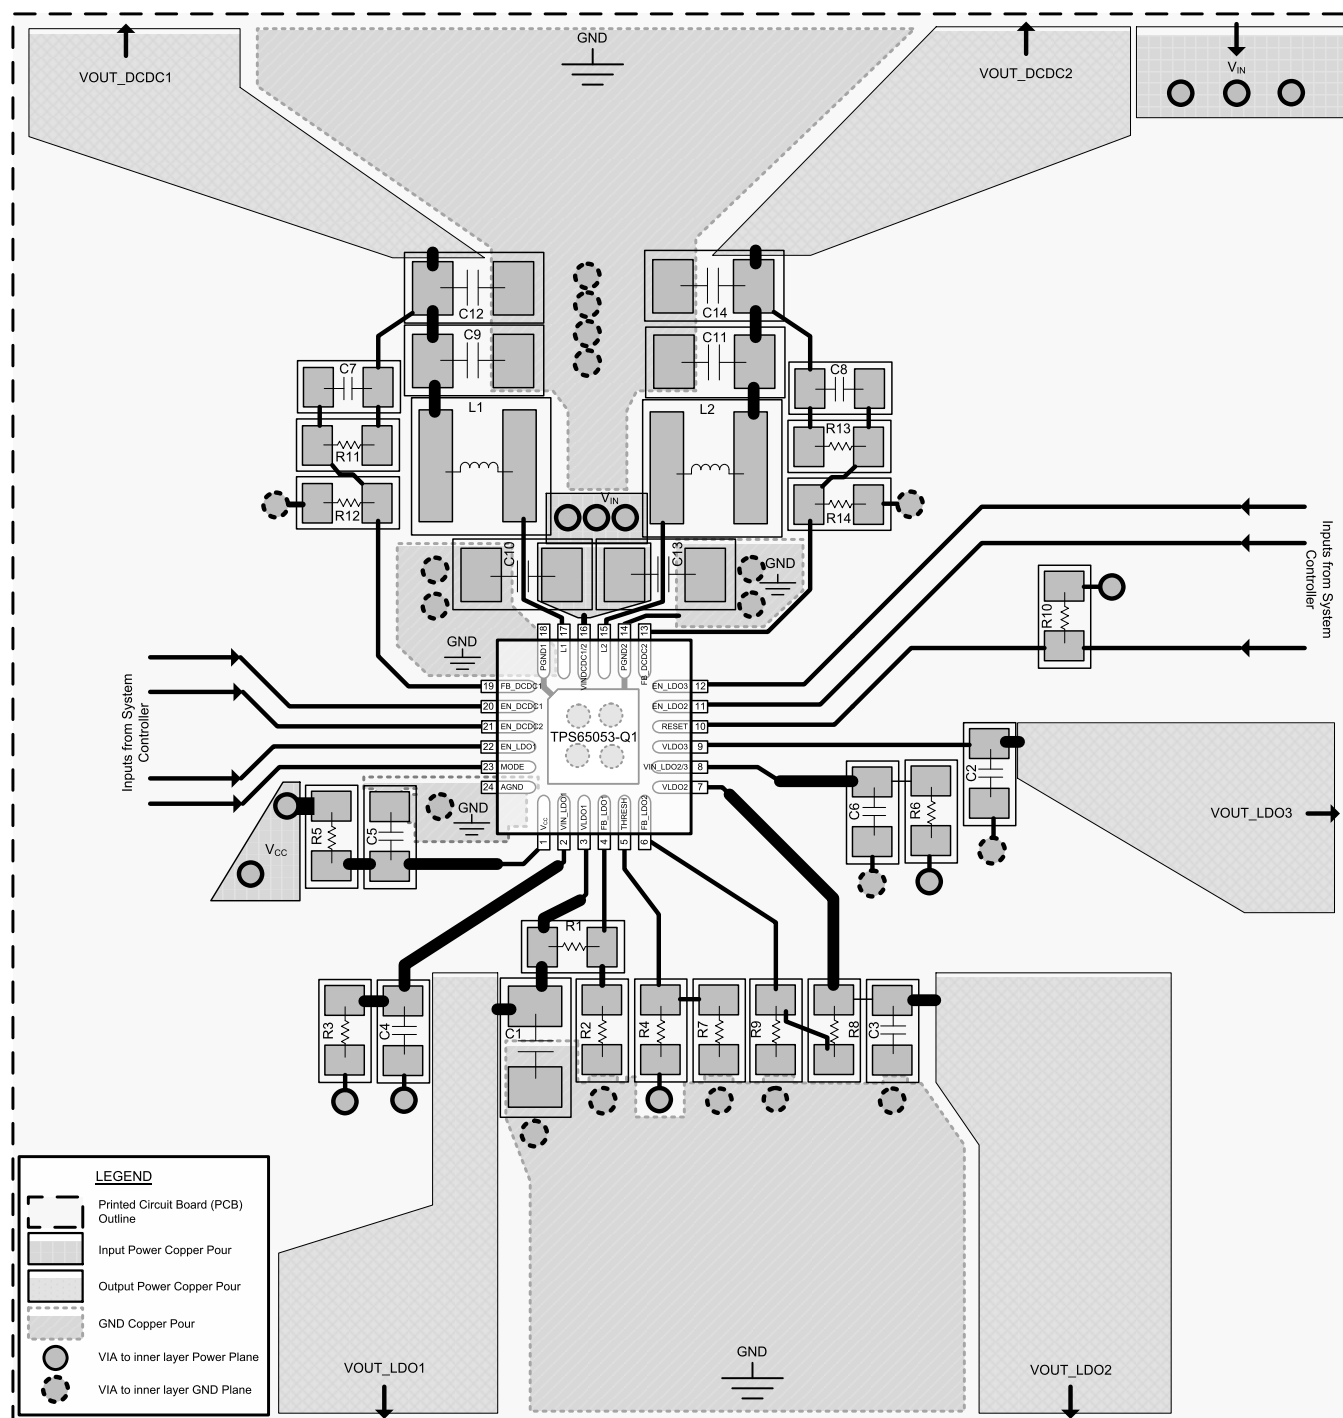 GND
VOUT_DCDC1
VOUT_DCDC2
VIN
C12
C14
C9
C11
C7
C8
L1
L2
R11
R13
R12
R14
VIN
C10
C13
GND
GND
Inputs from System
Controller
R10
18
17
16
15
14
13
PGND1
L1
VINDCDC1/2
L2
PGND2
FB_DCDC2
19 FB_DCDC1
20 EN_DCDC1
21 EN_DCDC2
22 EN_LDO1
23 MODE
24 AGND
EN_LDO3 12
EN_LDO2 11
RESET 10
VLDO3 9
VIN_LDO2/3 8
VLDO2 7
TPS65053-Q1
Inputs from System
Controller
VCC
VIN_LDO1
VLDO1
FB_LDO1
THRESH
FB_LDO2
1
2
3
4
5
6
GND
R5
C5
VCC
C6
R6
C2
VOUT_LDO3
R1
R3
C4
C1
R2
R4
R7
R9
R8
C3
LEGEND
Printed Circuit Board (PCB)
Outline
Input Power Copper Pour
Output Power Copper Pour
GND Copper Pour
VIA to inner layer Power Plane
VIA to inner layer GND Plane
VOUT_LDO1
GND
VOUT_LDO2